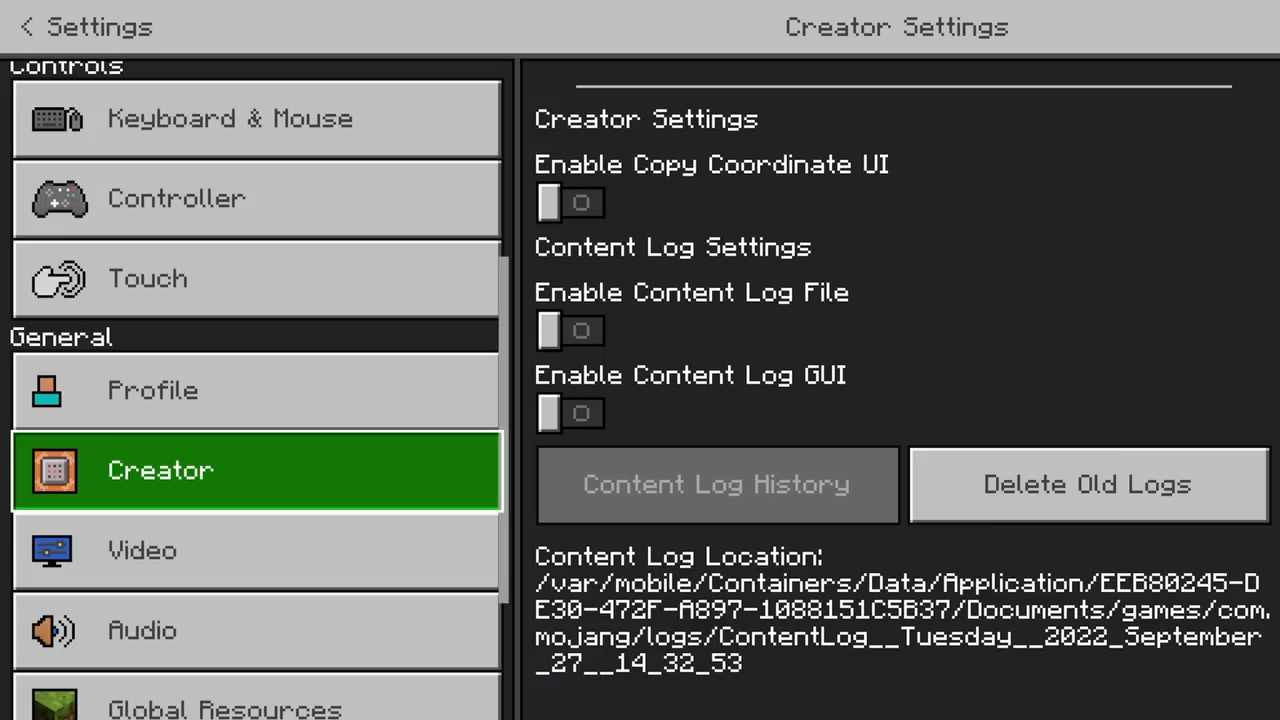 Settings
Creator Settings
Controls
Keyboard & Mouse
Controller
Touch
General
Profile
Creator
Video
Audio
Global Resources
Creator Settings
Enable Copy Coordinate UI
Content Log Settings
Enable Content Log File
Enable Content Log GUI
Content Log History
Delete Old Logs
Content Log Location:
/var/mobile/Containers/Data/Application/EEB80245-D
E30-472F-A897-1088151C5B37/Documents/games/com.
mojang/logs/ContentLog__Tuesday__2022_September
_27__14_32_53